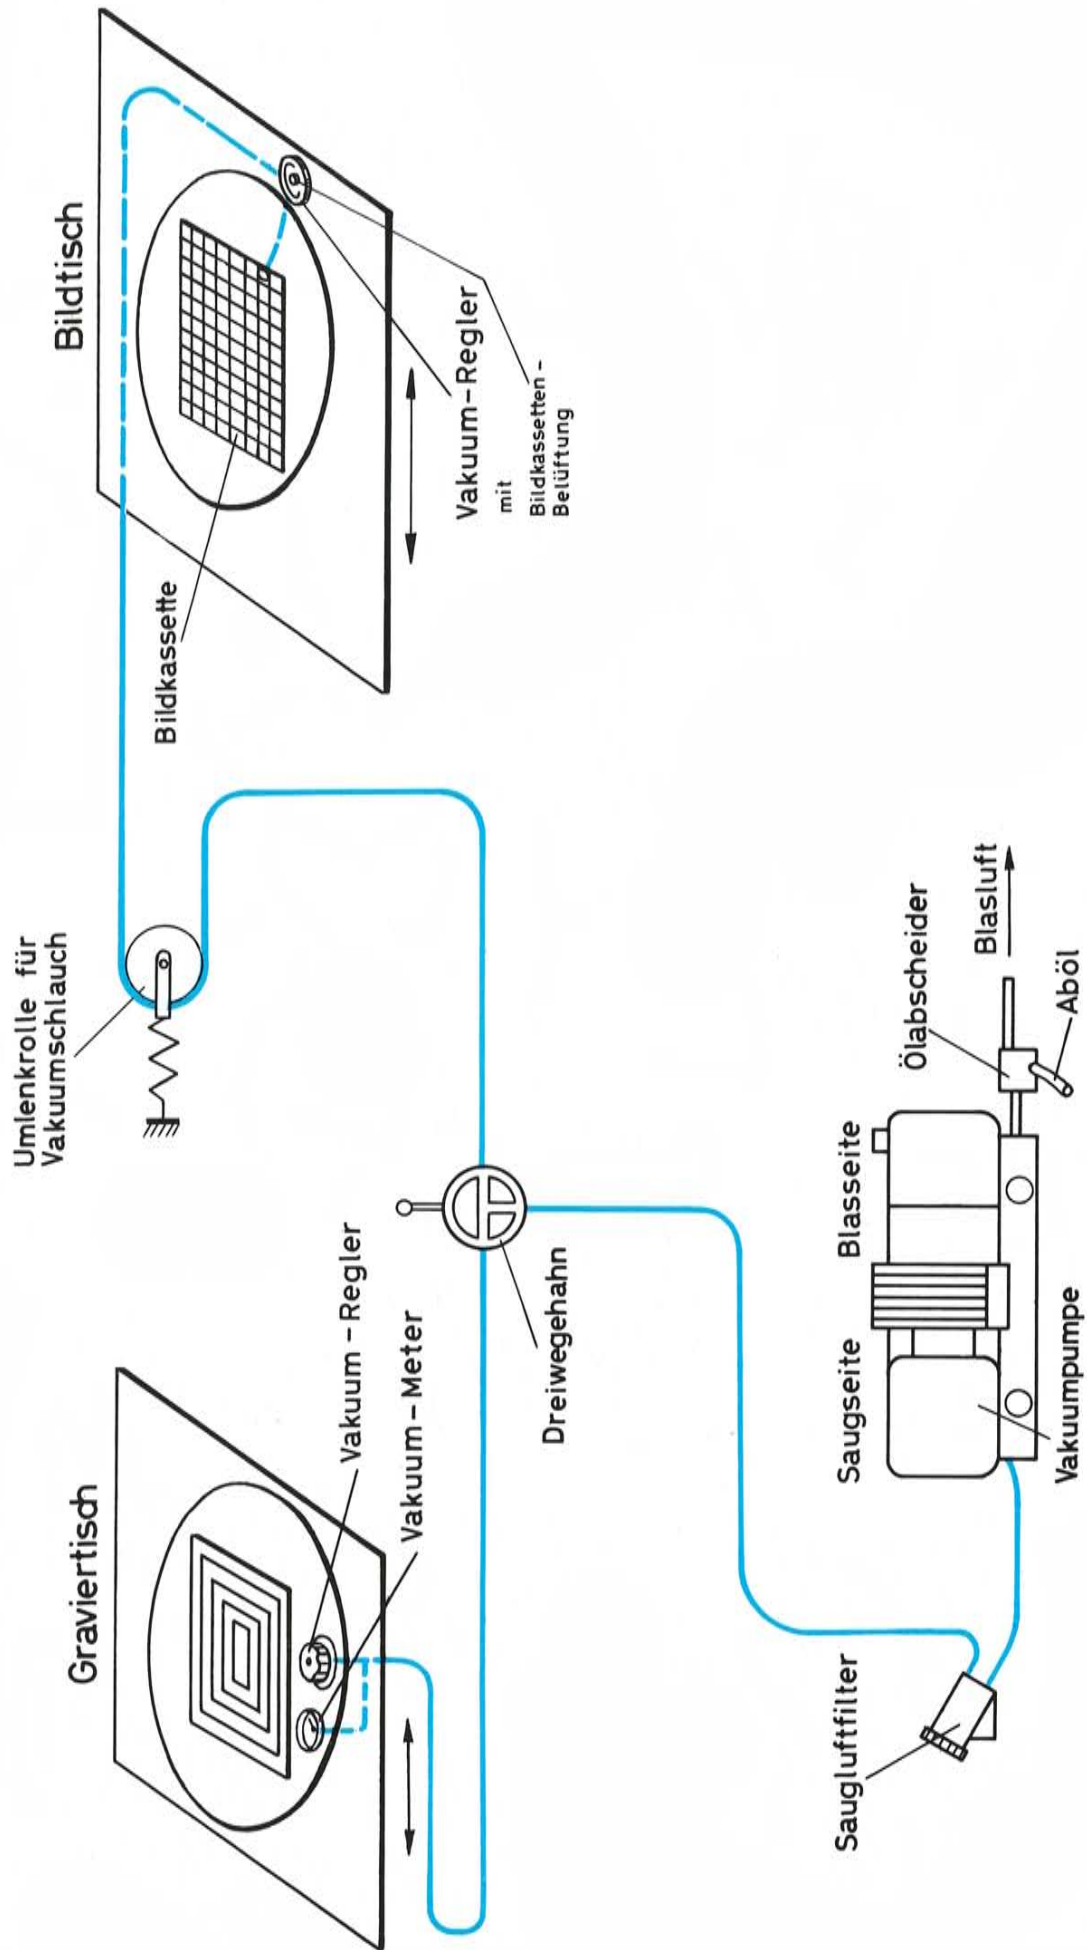 Graviertisch
Vakuum-Regler
Vakuum-Meter
Umlenkrolle für
Vakuumschlauch
Bildtisch
Bildkassette
Vakuum-Regler
mit
Bildkassetten-
Belüftung
Dreiwegehahn
Saugluftfilter
Saugseite
Blasseite
Vakuumpumpe
Ölabscheider
Blasluft
Aböl